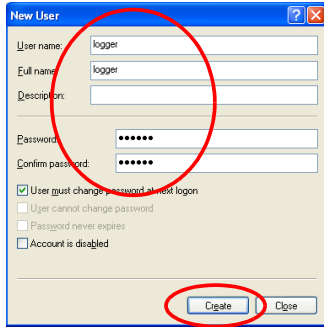 New User
User name: logger
Full name: logger
Description:
Password: ••••••
Confirm password: ••••••
User must change password at next logon
User cannot change password
Password never expires
Account is disabled
Create Close